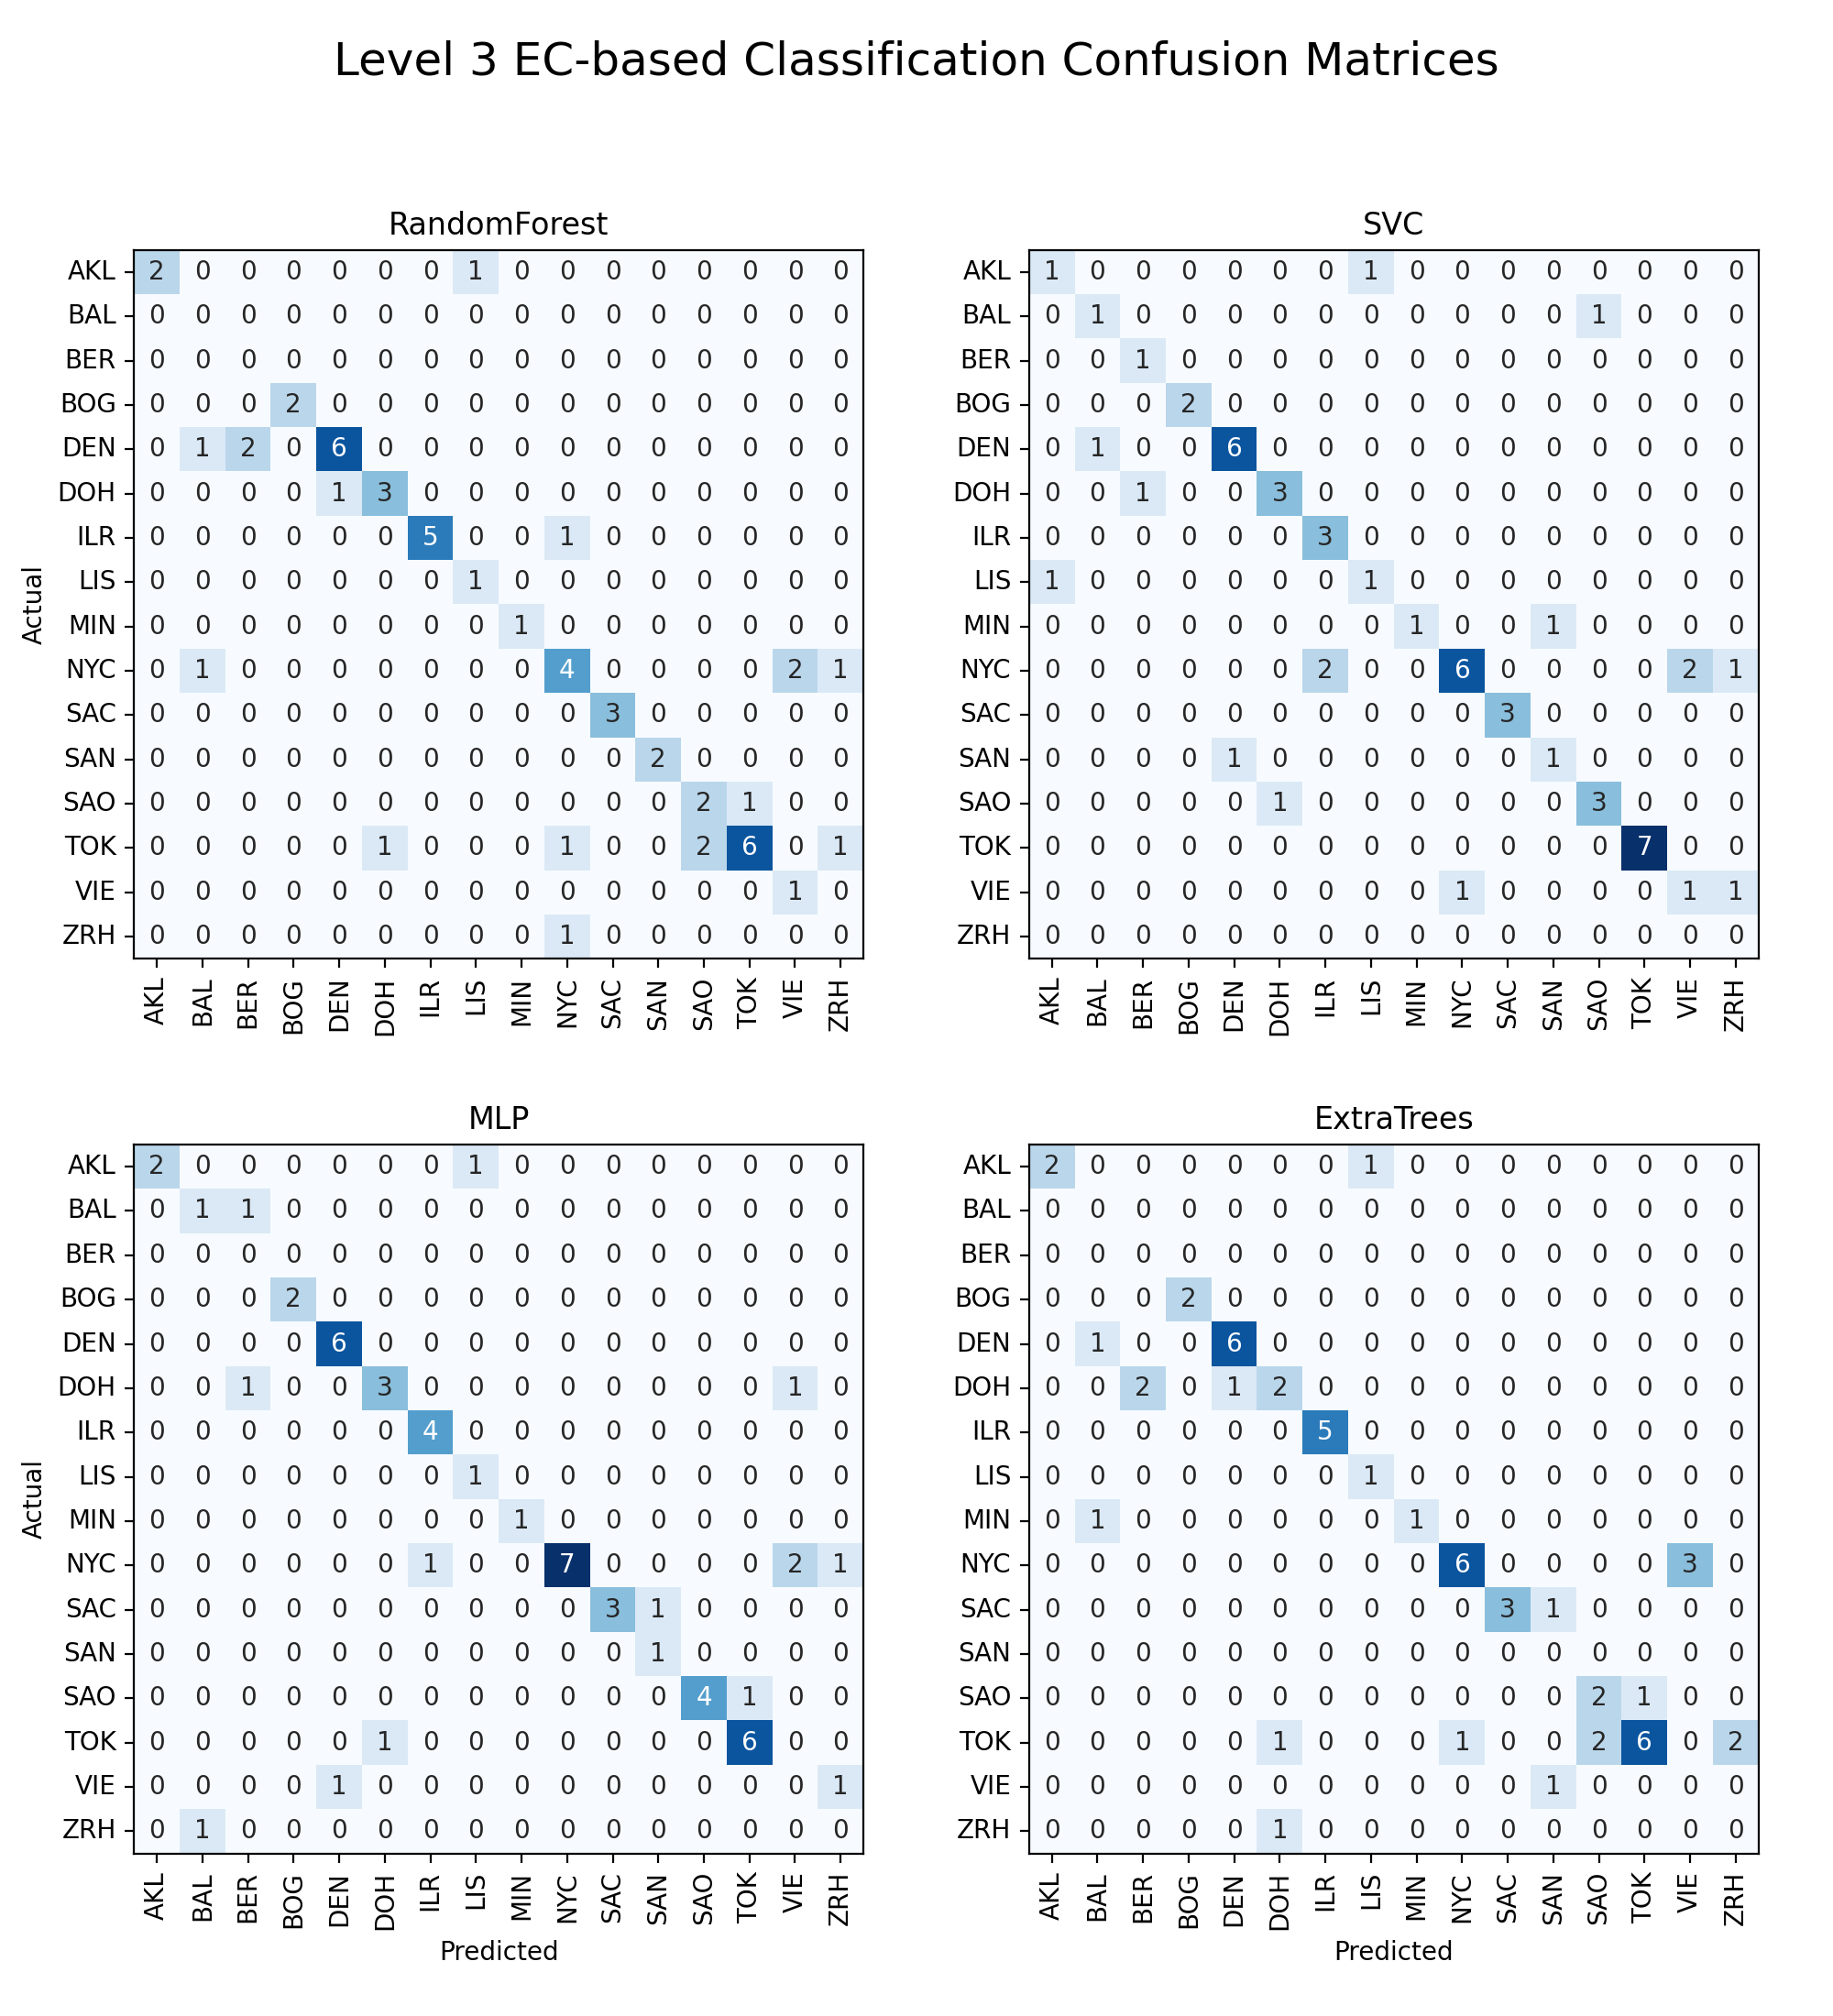 Level 3 EC-based Classification Confusion Matrices
RandomForest
Actual
AKL 2 0 0 0 0 0 0 1 0 0 0 0 0 0 0 0
BAL 0 0 0 0 0 0 0 0 0 0 0 0 0 0 0 0
BER 0 0 0 0 0 0 0 0 0 0 0 0 0 0 0 0
BOG 0 0 0 2 0 0 0 0 0 0 0 0 0 0 0 0
DEN 0 1 2 0 6 0 0 0 0 0 0 0 0 0 0 0
DOH 0 0 0 0 1 3 0 0 0 0 0 0 0 0 0 0
ILR 0 0 0 0 0 0 5 0 0 1 0 0 0 0 0 0
LIS 0 0 0 0 0 0 0 1 0 0 0 0 0 0 0 0
MIN 0 0 0 0 0 0 0 0 1 0 0 0 0 0 0 0
NYC 0 1 0 0 0 0 0 0 0 4 0 0 0 0 2 1
SAC 0 0 0 0 0 0 0 0 0 0 3 0 0 0 0 0
SAN 0 0 0 0 0 0 0 0 0 0 0 2 0 0 0 0
SAO 0 0 0 0 0 0 0 0 0 0 0 0 2 1 0 0
TOK 0 0 0 0 0 1 0 0 0 1 0 0 2 6 0 1
VIE 0 0 0 0 0 0 0 0 0 0 0 0 0 0 1 0
ZRH 0 0 0 0 0 0 0 0 0 1 0 0 0 0 0 0
AKL BAL BER BOG DEN DOH ILR LIS MIN NYC SAC SAN SAO TOK VIE ZRH
SVC
AKL 1 0 0 0 0 0 0 1 0 0 0 0 0 0 0 0
BAL 0 1 0 0 0 0 0 0 0 0 0 0 1 0 0 0
BER 0 0 1 0 0 0 0 0 0 0 0 0 0 0 0 0
BOG 0 0 0 2 0 0 0 0 0 0 0 0 0 0 0 0
DEN 0 1 0 0 6 0 0 0 0 0 0 0 0 0 0 0
DOH 0 0 1 0 0 3 0 0 0 0 0 0 0 0 0 0
ILR 0 0 0 0 0 0 3 0 0 0 0 0 0 0 0 0
LIS 1 0 0 0 0 0 0 1 0 0 0 0 0 0 0 0
MIN 0 0 0 0 0 0 0 0 1 0 0 1 0 0 0 0
NYC 0 0 0 0 0 0 2 0 0 6 0 0 0 0 2 1
SAC 0 0 0 0 0 0 0 0 0 0 3 0 0 0 0 0
SAN 0 0 0 0 1 0 0 0 0 0 0 1 0 0 0 0
SAO 0 0 0 0 0 1 0 0 0 0 0 0 3 0 0 0
TOK 0 0 0 0 0 0 0 0 0 0 0 0 0 7 0 0
VIE 0 0 0 0 0 0 0 0 0 1 0 0 0 0 1 1
ZRH 0 0 0 0 0 0 0 0 0 0 0 0 0 0 0 0
AKL BAL BER BOG DEN DOH ILR LIS MIN NYC SAC SAN SAO TOK VIE ZRH
MLP
Actual
AKL 2 0 0 0 0 0 0 1 0 0 0 0 0 0 0 0
BAL 0 1 1 0 0 0 0 0 0 0 0 0 0 0 0 0
BER 0 0 0 0 0 0 0 0 0 0 0 0 0 0 0 0
BOG 0 0 0 2 0 0 0 0 0 0 0 0 0 0 0 0
DEN 0 0 0 0 6 0 0 0 0 0 0 0 0 0 0 0
DOH 0 0 1 0 0 3 0 0 0 0 0 0 0 0 1 0
ILR 0 0 0 0 0 0 4 0 0 0 0 0 0 0 0 0
LIS 0 0 0 0 0 0 0 1 0 0 0 0 0 0 0 0
MIN 0 0 0 0 0 0 0 0 1 0 0 0 0 0 0 0
NYC 0 0 0 0 0 0 1 0 0 7 0 0 0 0 2 1
SAC 0 0 0 0 0 0 0 0 0 0 3 1 0 0 0 0
SAN 0 0 0 0 0 0 0 0 0 0 0 1 0 0 0 0
SAO 0 0 0 0 0 0 0 0 0 0 0 0 4 1 0 0
TOK 0 0 0 0 0 1 0 0 0 0 0 0 0 6 0 0
VIE 0 0 0 0 1 0 0 0 0 0 0 0 0 0 0 1
ZRH 0 1 0 0 0 0 0 0 0 0 0 0 0 0 0 0
AKL BAL BER BOG DEN DOH ILR LIS MIN NYC SAC SAN SAO TOK VIE ZRH
Predicted
ExtraTrees
AKL 2 0 0 0 0 0 0 1 0 0 0 0 0 0 0 0
BAL 0 0 0 0 0 0 0 0 0 0 0 0 0 0 0 0
BER 0 0 0 0 0 0 0 0 0 0 0 0 0 0 0 0
BOG 0 0 0 2 0 0 0 0 0 0 0 0 0 0 0 0
DEN 0 1 0 0 6 0 0 0 0 0 0 0 0 0 0 0
DOH 0 0 2 0 1 2 0 0 0 0 0 0 0 0 0 0
ILR 0 0 0 0 0 0 5 0 0 0 0 0 0 0 0 0
LIS 0 0 0 0 0 0 0 1 0 0 0 0 0 0 0 0
MIN 0 1 0 0 0 0 0 0 1 0 0 0 0 0 0 0
NYC 0 0 0 0 0 0 0 0 0 6 0 0 0 0 3 0
SAC 0 0 0 0 0 0 0 0 0 0 3 1 0 0 0 0
SAN 0 0 0 0 0 0 0 0 0 0 0 0 0 0 0 0
SAO 0 0 0 0 0 0 0 0 0 0 0 0 2 1 0 0
TOK 0 0 0 0 0 1 0 0 0 1 0 0 2 6 0 2
VIE 0 0 0 0 0 0 0 0 0 0 0 1 0 0 0 0
ZRH 0 0 0 0 0 1 0 0 0 0 0 0 0 0 0 0
AKL BAL BER BOG DEN DOH ILR LIS MIN NYC SAC SAN SAO TOK VIE ZRH
Predicted